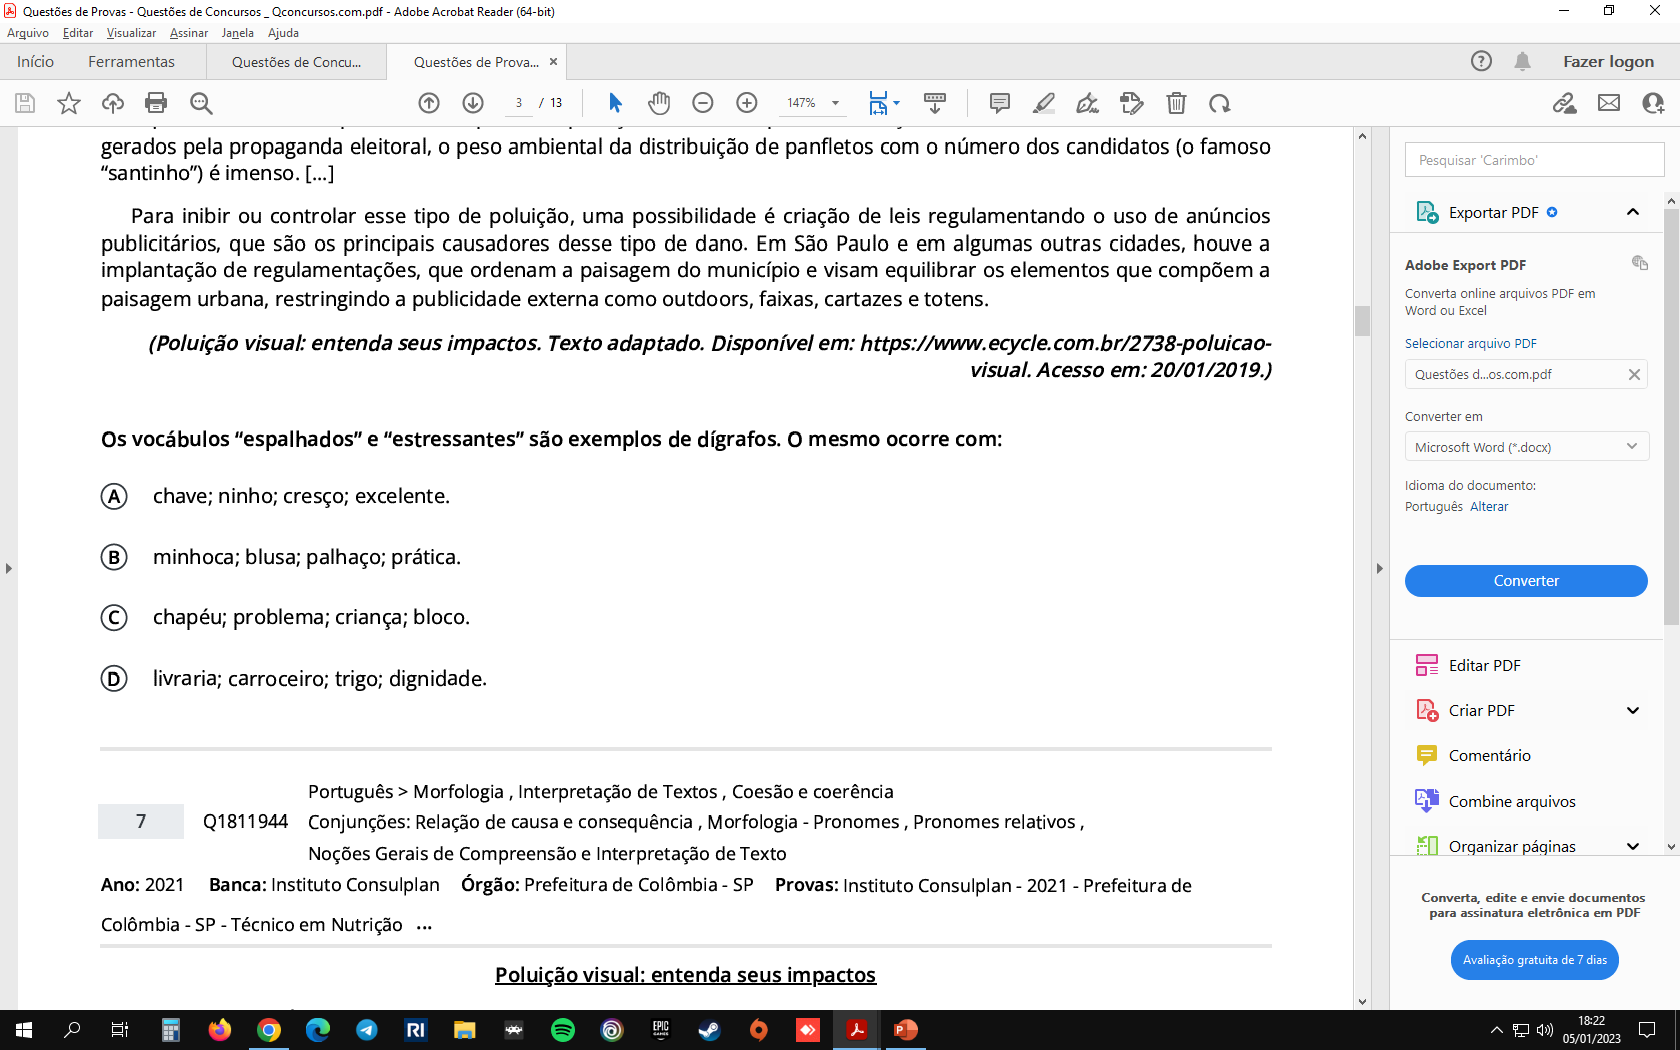 Questões de Provas - Questões de Concursos _ Qconcursos.com.pdf - Adobe Acrobat Reader (64-bit)
Arquivo Editar Visualizar Assinar Janela Ajuda
Início Ferramentas Questões de Concu... Questões de Prova... × Fazer logon
3 / 13 147%
gerados pela propaganda eleitoral, o peso ambiental da distribuição de panfletos com o número dos candidatos (o famoso
“santinho”) é imenso. [...]
Para inibir ou controlar esse tipo de poluição, uma possibilidade é criação de leis regulamentando o uso de anúncios
publicitários, que são os principais causadores desse tipo de dano. Em São Paulo e em algumas outras cidades, houve a
implantação de regulamentações, que ordenam a paisagem do município e visam equilibrar os elementos que compõem a
paisagem urbana, restringindo a publicidade externa como outdoors, faixas, cartazes e totens.
(Poluição visual: entenda seus impactos. Texto adaptado. Disponível em: https://www.ecycle.com.br/2738-poluicao-
visual. Acesso em: 20/01/2019.)
Os vocábulos “espalhados” e “estressantes” são exemplos de dígrafos. O mesmo ocorre com:
A chave; ninho; cresço; excelente.
B minhoca; blusa; palhaço; prática.
C chapéu; problema; criança; bloco.
D livraria; carroceiro; trigo; dignidade.
Português > Morfologia , Interpretação de Textos , Coesão e coerência
7 Q1811944 Conjunções: Relação de causa e consequência , Morfologia - Pronomes , Pronomes relativos ,
Noções Gerais de Compreensão e Interpretação de Texto
Ano: 2021 Banca: Instituto Consulplan Órgão: Prefeitura de Colômbia - SP Provas: Instituto Consulplan - 2021 - Prefeitura de
Colômbia - SP - Técnico em Nutrição ...
Poluição visual: entenda seus impactos
Pesquisar 'Carimbo'
Exportar PDF
Adobe Export PDF
Converta online arquivos PDF em
Word ou Excel
Selecionar arquivo PDF
Questões d...os.com.pdf
Converter em
Microsoft Word (*.docx)
Idioma do documento:
Português Alterar
Converter
Editar PDF
Criar PDF
Comentário
Combine arquivos
Organizar páginas
Converta, edite e envie documentos
para assinatura eletrônica em PDF
Avaliação gratuita de 7 dias
RI
EPIC GAMES
18:22
05/01/2023